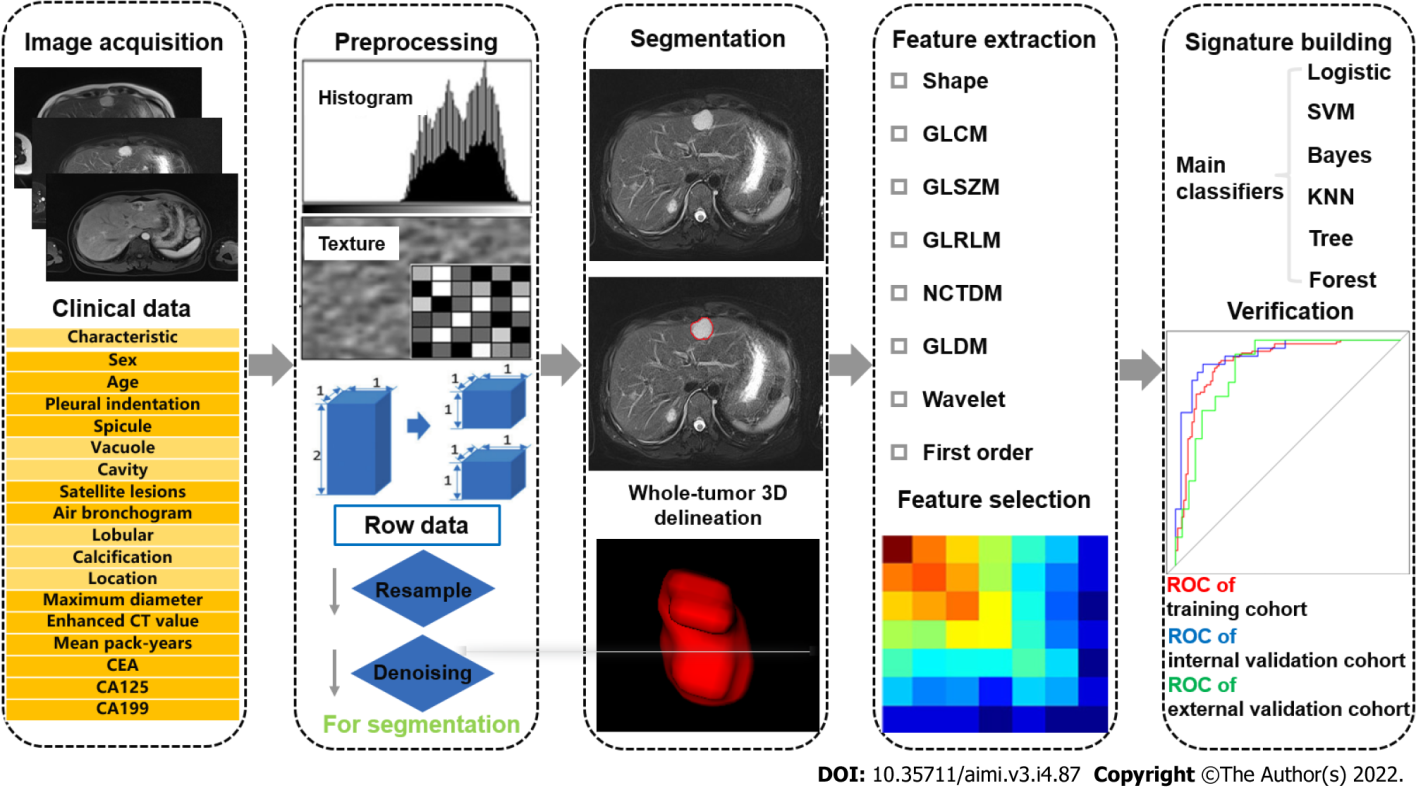 Image acquisition
Clinical data
Characteristic
Sex
Age
Pleural indentation
Spicule
Vacuole
Cavity
Satellite lesions
Air bronchogram
Lobular
Calcification
Location
Maximum diameter
Enhanced CT value
Mean pack-years
CEA
CA125
CA199
Preprocessing
Histogram
Texture
1 1
2
1 1
1
1 1
1
Row data
Resample
Denoising
For segmentation
Segmentation
Whole-tumor 3D
delineation
Feature extraction
Shape
GLCM
GLSZM
GLRLM
NCTDM
GLDM
Wavelet
First order
Feature selection
Signature building
Main
classifiers
Logistic
SVM
Bayes
KNN
Tree
Forest
Verification
ROC of
training cohort
ROC of
internal validation cohort
ROC of
external validation cohort
DOI: 10.35711/aimi.v3.i4.87 Copyright ©The Author(s) 2022.